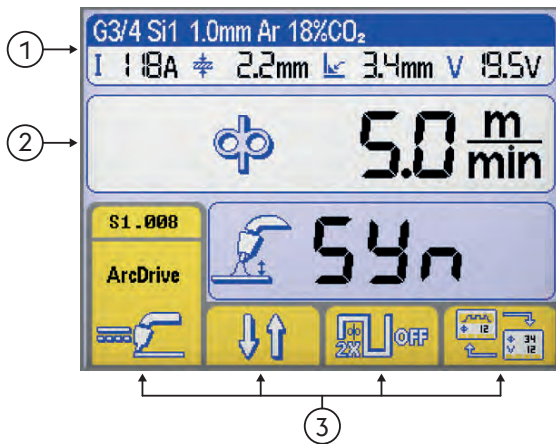 G3/4 Si1 1.0mm Ar 18%CO₂
I 118A 2.2mm 3.4mm V 19.5V
1
2
5.0 m/min
S1.008
Syn
ArcDrive
2X OFF
12 34 V 12
3